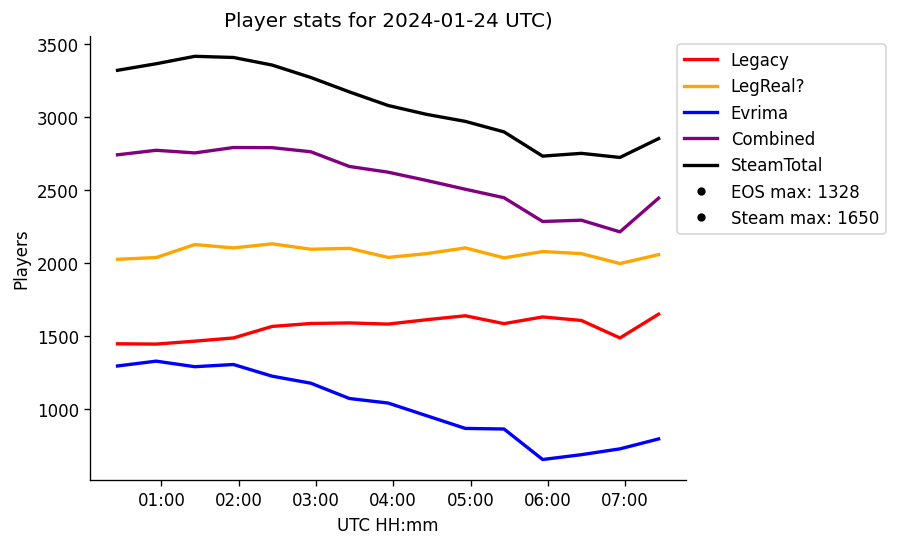 Player stats for 2024-01-24 UTC)
3500
3000
2500
2000
1500
1000
Players
01:00 02:00 03:00 04:00 05:00 06:00 07:00
UTC HH:mm
Legacy
LegReal?
Evrima
Combined
SteamTotal
EOS max: 1328
Steam max: 1650